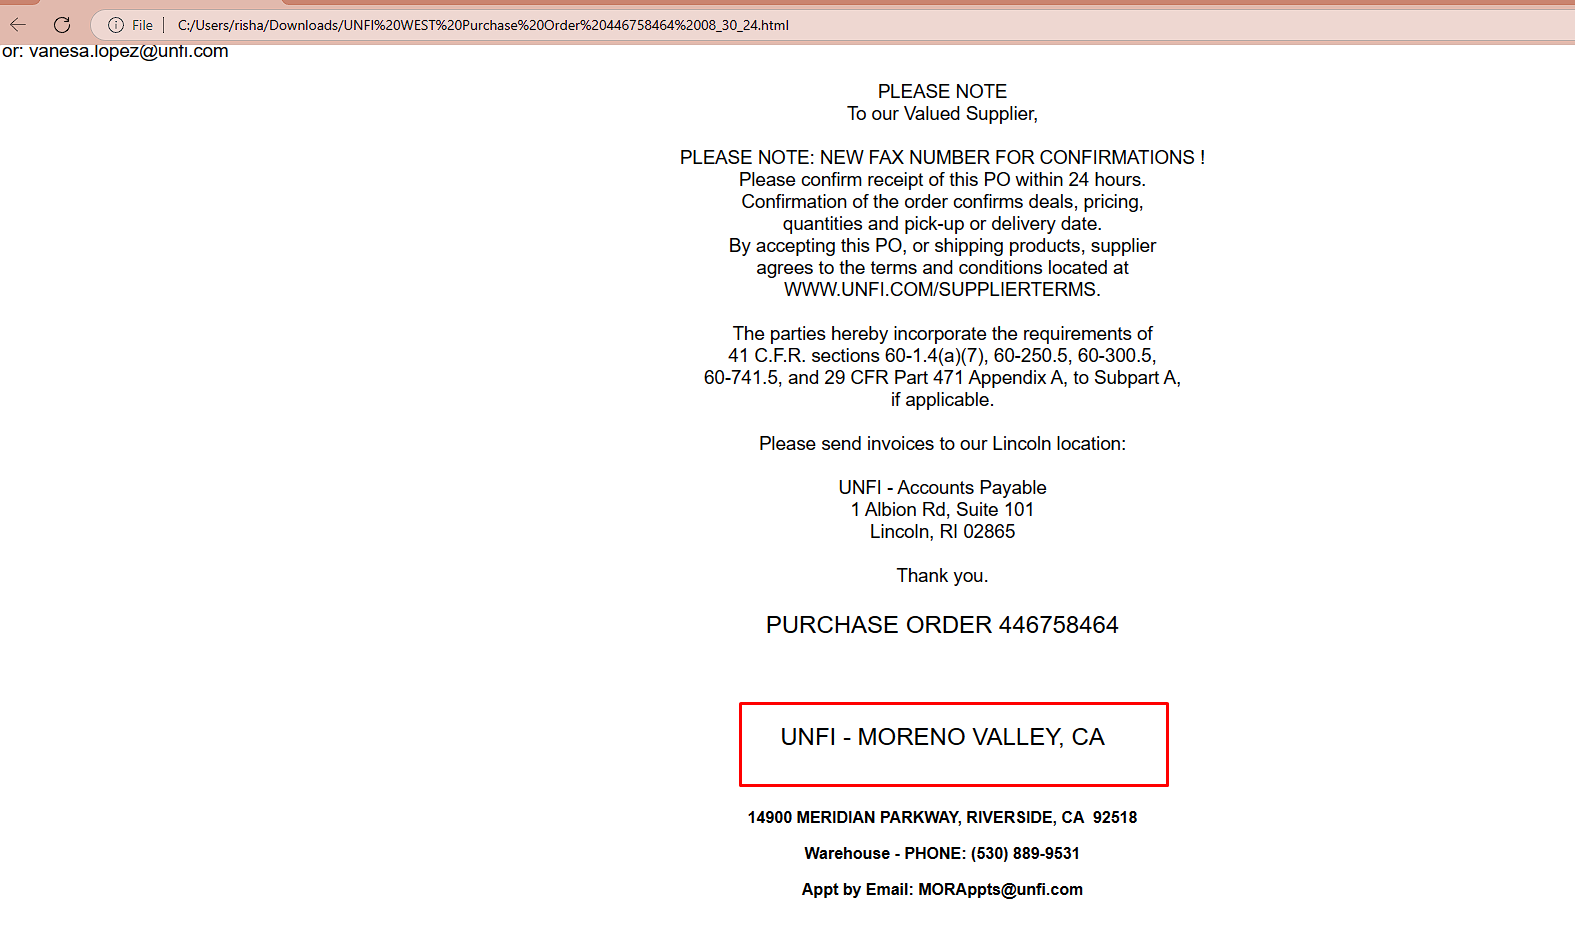 File
C:/Users/risha/Downloads/UNFI%20WEST%20Purchase%20Order%20446758464%2008_30_24.html
or: vanesa.lopez@unfi.com
PLEASE NOTE
To our Valued Supplier,
PLEASE NOTE: NEW FAX NUMBER FOR CONFIRMATIONS !
Please confirm receipt of this PO within 24 hours.
Confirmation of the order confirms deals, pricing,
quantities and pick-up or delivery date.
By accepting this PO, or shipping products, supplier
agrees to the terms and conditions located at
WWW.UNFI.COM/SUPPLIERTERMS.
The parties hereby incorporate the requirements of
41 C.F.R. sections 60-1.4(a)(7), 60-250.5, 60-300.5,
60-741.5, and 29 CFR Part 471 Appendix A, to Subpart A,
if applicable.
Please send invoices to our Lincoln location:
UNFI - Accounts Payable
1 Albion Rd, Suite 101
Lincoln, RI 02865
Thank you.
PURCHASE ORDER 446758464
UNFI - MORENO VALLEY, CA
14900 MERIDIAN PARKWAY, RIVERSIDE, CA  92518
Warehouse - PHONE: (530) 889-9531
Appt by Email: MORAppts@unfi.com